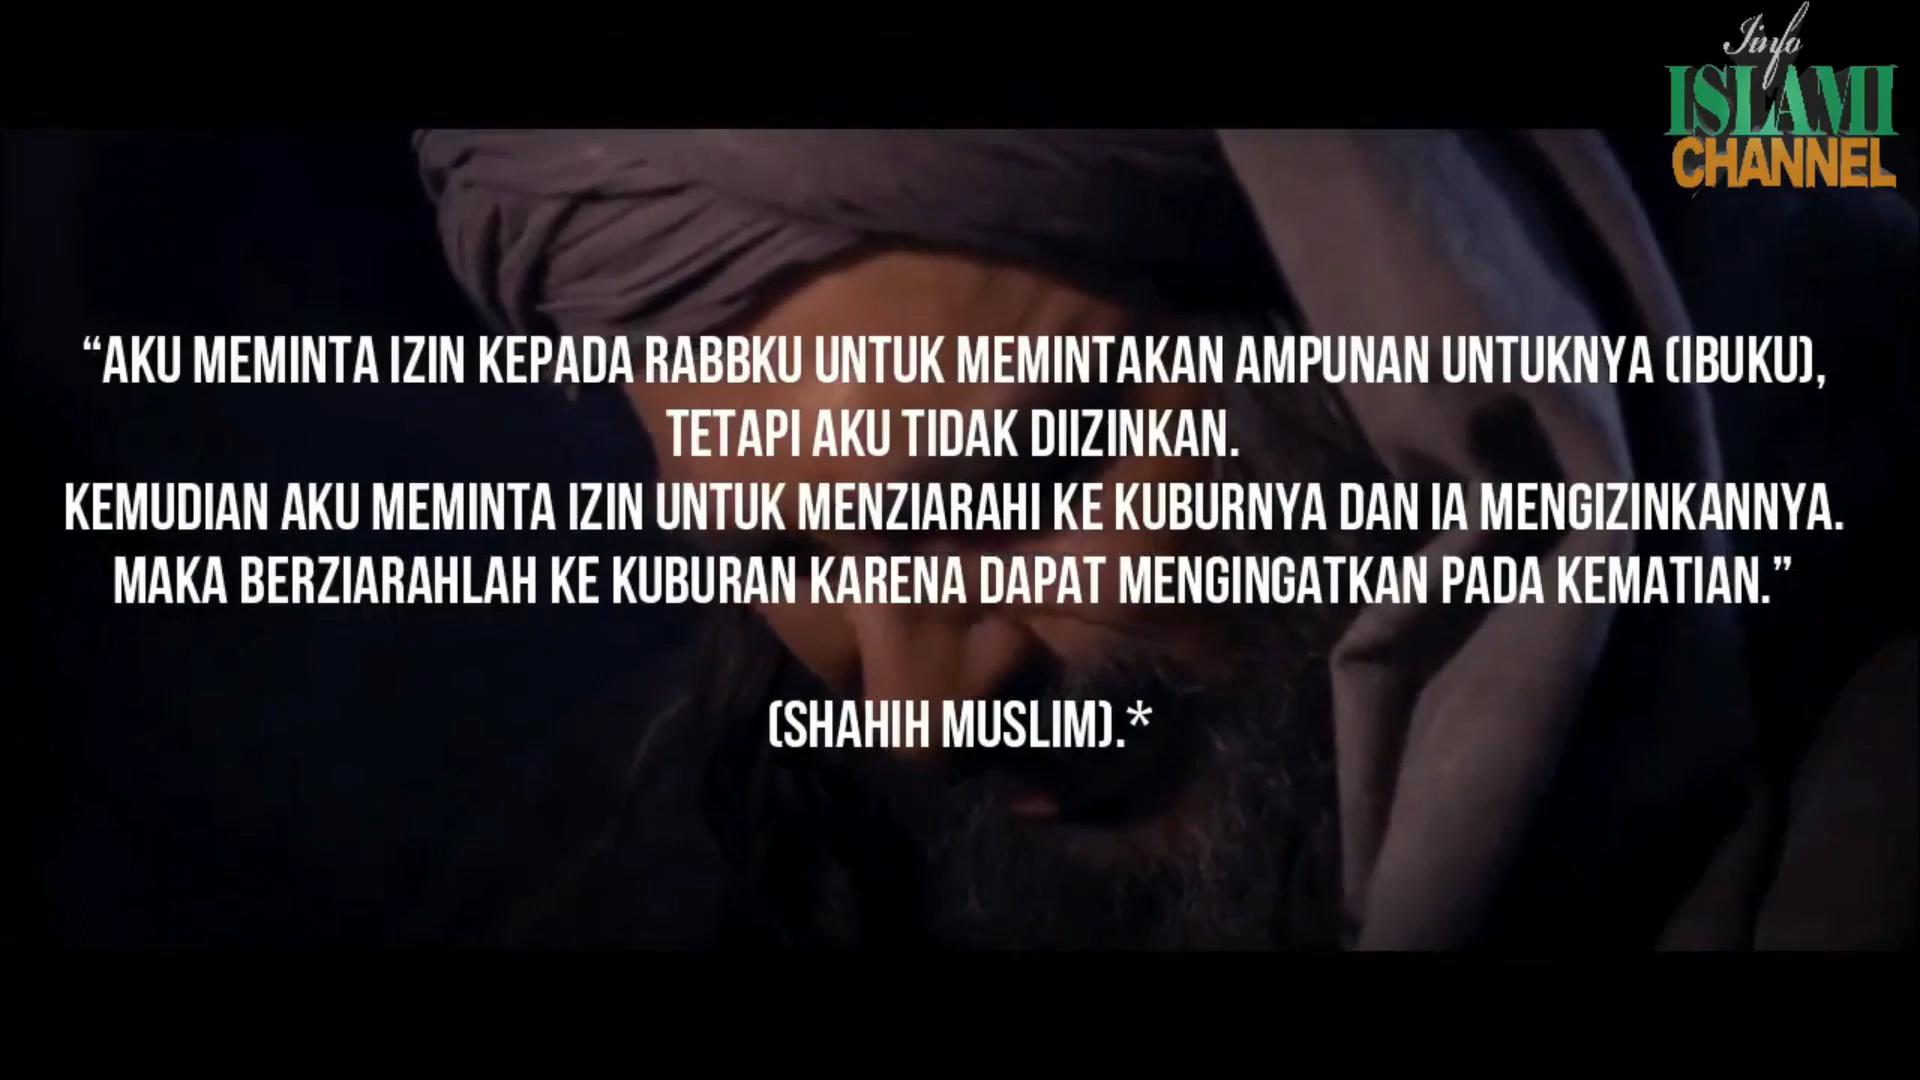 Info
ISLAMI
CHANNEL
“AKU MEMINTA IZIN KEPADA RABBKU UNTUK MEMINTAKAN AMPUNAN UNTUKNYA (IBUKU),
TETAPI AKU TIDAK DIIZINKAN.
KEMUDIAN AKU MEMINTA IZIN UNTUK MENZIARAHI KE KUBURNYA DAN IA MENGIZINKANNYA.
MAKA BERZIARAHLAH KE KUBURAN KARENA DAPAT MENGINGATKAN PADA KEMATIAN.”
(SHAHIH MUSLIM).*